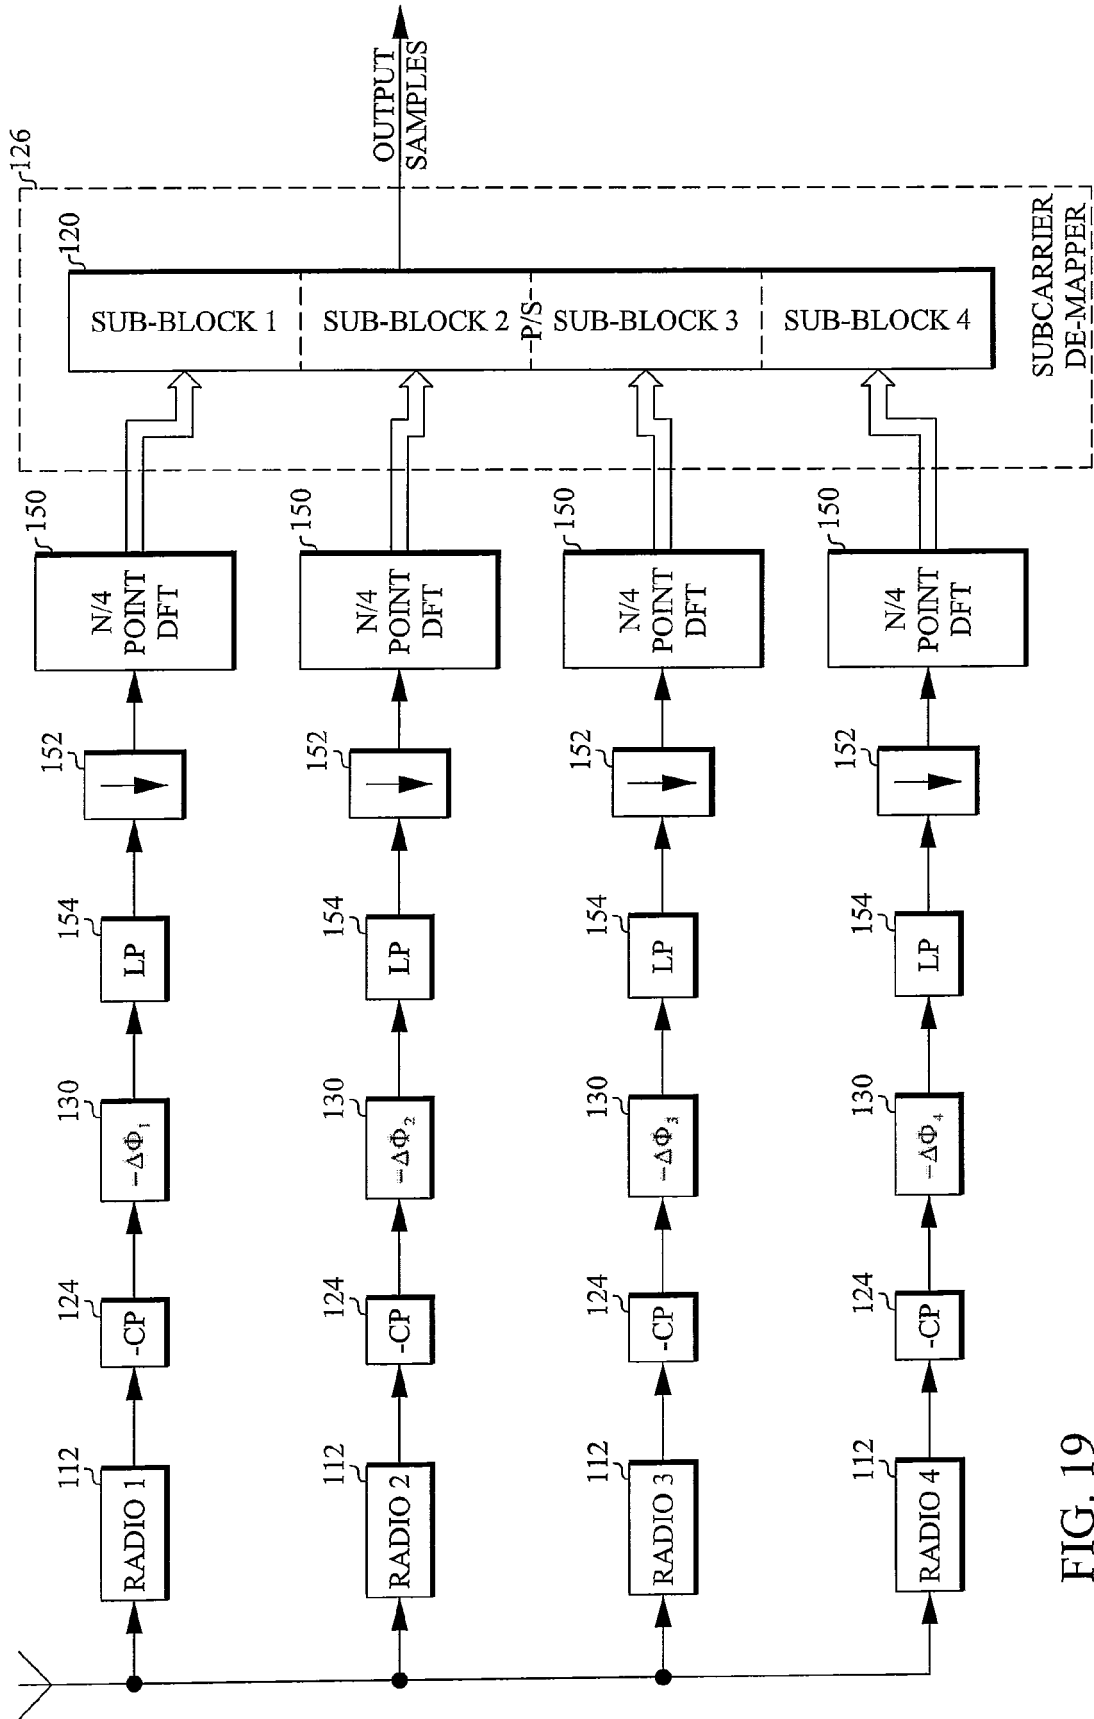 126
120
SUB-BLOCK 1
SUB-BLOCK 2
P/S
SUB-BLOCK 3
SUB-BLOCK 4
OUTPUT
SAMPLES
SUBCARRIER
DE-MAPPER
RADIO 1
112
-CP
124
−ΔΦ₁
130
LP
154
152
N/4
POINT
DFT
150
RADIO 2
112
-CP
124
−ΔΦ₂
130
LP
154
152
N/4
POINT
DFT
150
RADIO 3
112
-CP
124
−ΔΦ₃
130
LP
154
152
N/4
POINT
DFT
150
RADIO 4
112
-CP
124
−ΔΦ₄
130
LP
154
152
N/4
POINT
DFT
150
FIG. 19